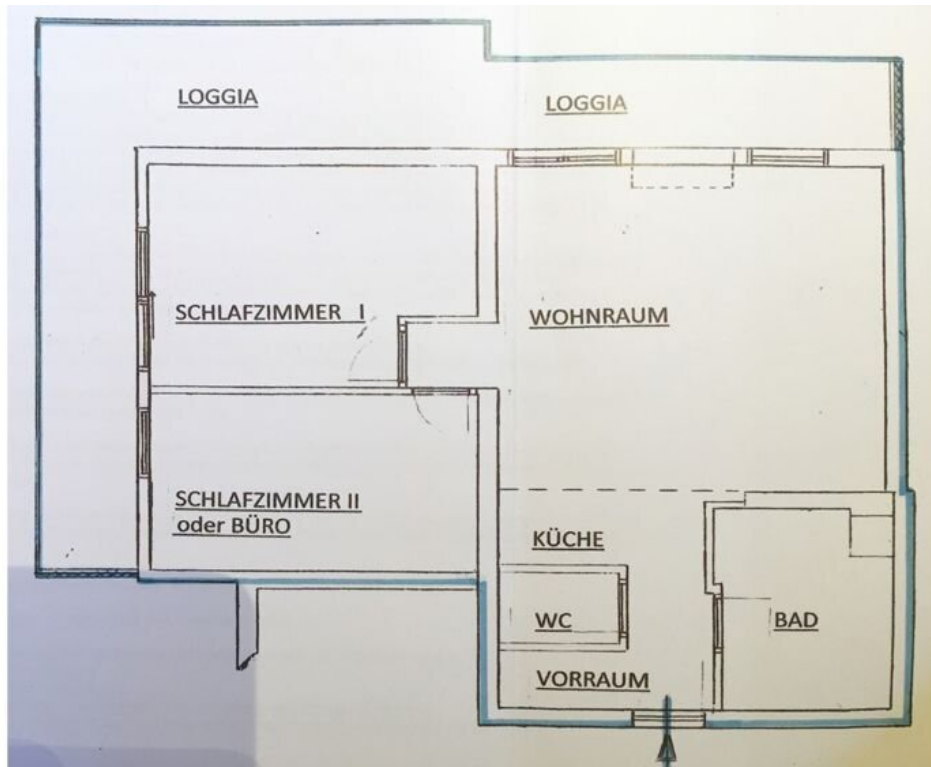 LOGGIA
LOGGIA
SCHLAFZIMMER I
WOHNRAUM
SCHLAFZIMMER II
oder BÜRO
KÜCHE
WC
BAD
VORRAUM